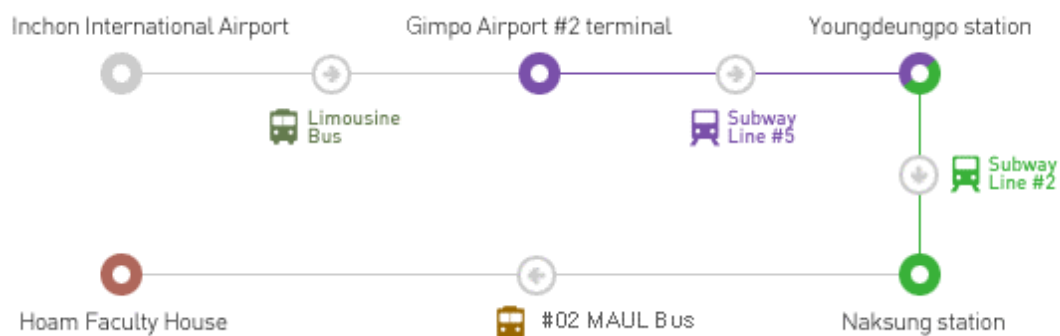 Inchon International Airport
Gimpo Airport #2 terminal
Youngdeungpo station
Limousine
Bus
Subway
Line #5
Subway
Line #2
Hoam Faculty House
#02 MAUL Bus
Naksung station